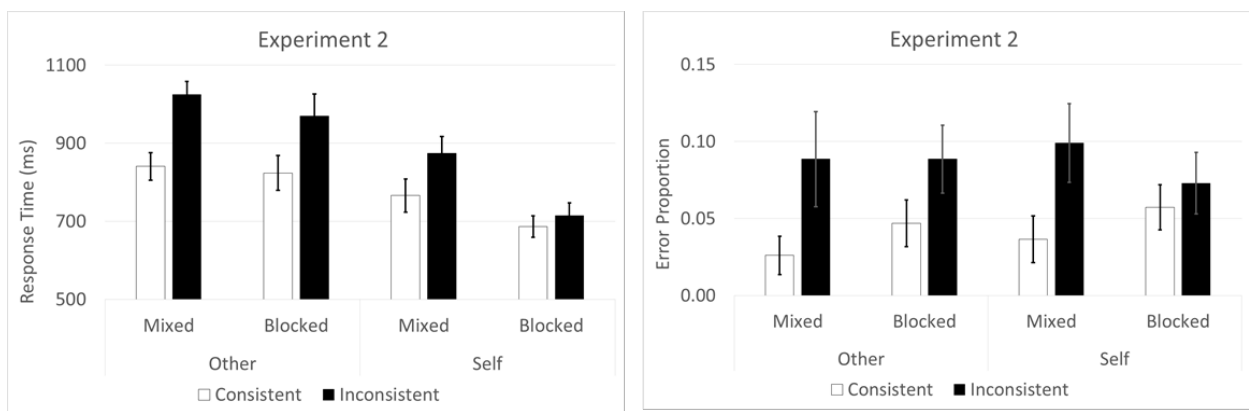 Experiment 2
1100
900
700
500
Response Time (ms)
Mixed Blocked Mixed Blocked
Other Self
Consistent Inconsistent
Experiment 2
0.15
0.10
0.05
0.00
Error Proportion
Mixed Blocked Mixed Blocked
Other Self
Consistent Inconsistent